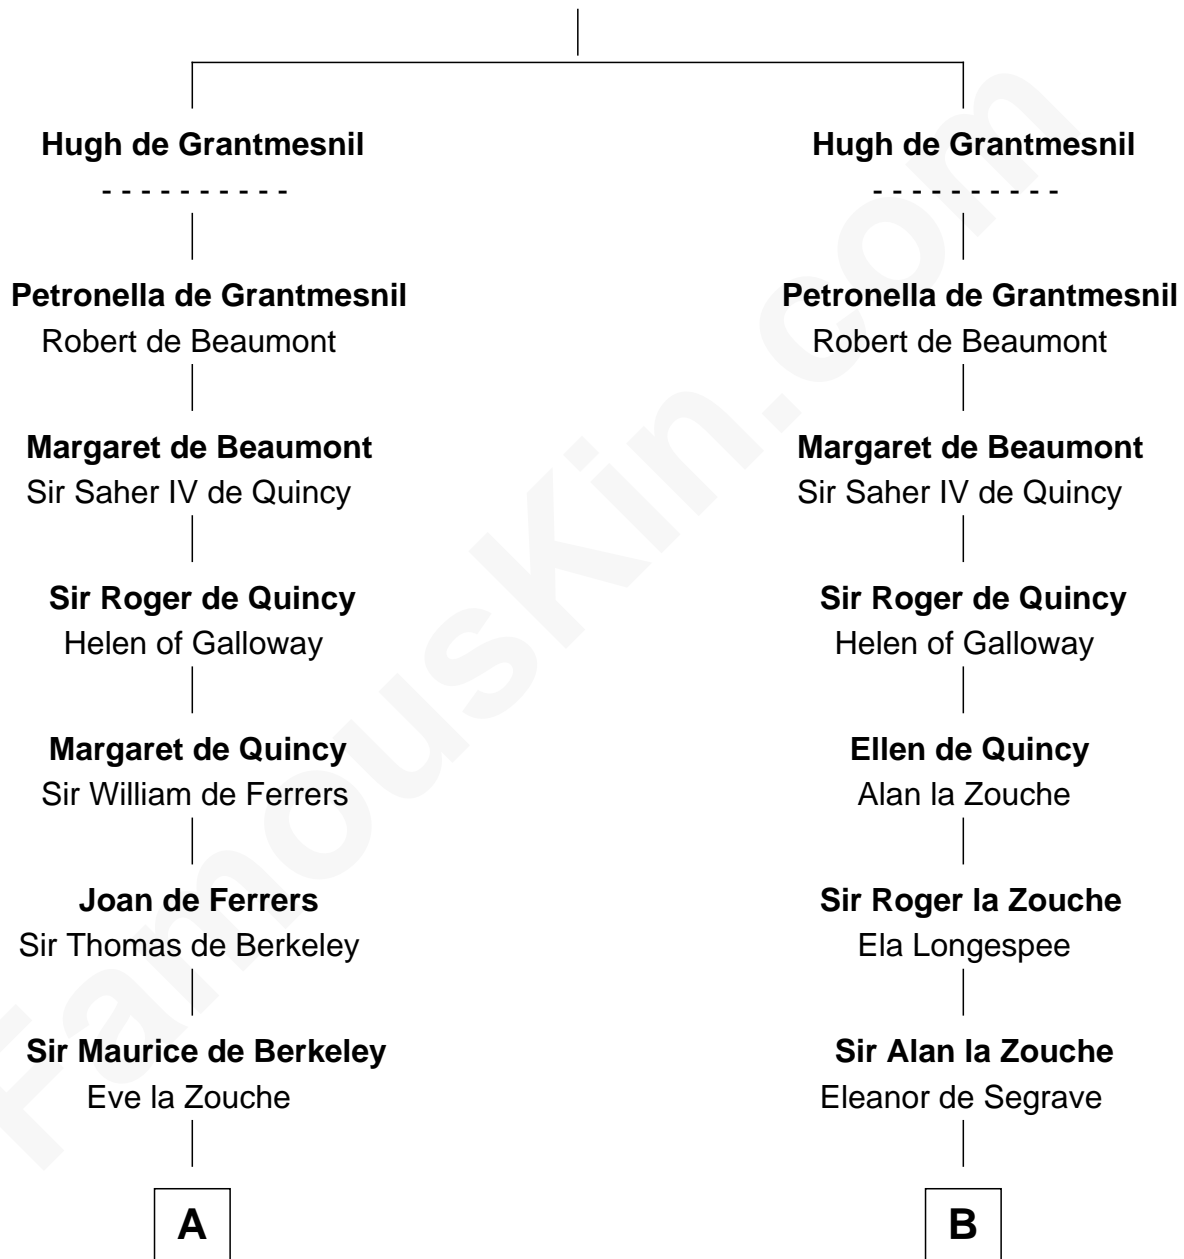 Hugh de Grantmesnil
- - - - - - - - - -
Petronella de Grantmesnil
Robert de Beaumont
Margaret de Beaumont
Sir Saher IV de Quincy
Sir Roger de Quincy
Helen of Galloway
Margaret de Quincy
Sir William de Ferrers
Joan de Ferrers
Sir Thomas de Berkeley
Sir Maurice de Berkeley
Eve la Zouche
A
Hugh de Grantmesnil
- - - - - - - - - -
Petronella de Grantmesnil
Robert de Beaumont
Margaret de Beaumont
Sir Saher IV de Quincy
Sir Roger de Quincy
Helen of Galloway
Ellen de Quincy
Alan la Zouche
Sir Roger la Zouche
Ela Longespee
Sir Alan la Zouche
Eleanor de Segrave
B
FamousKin.com